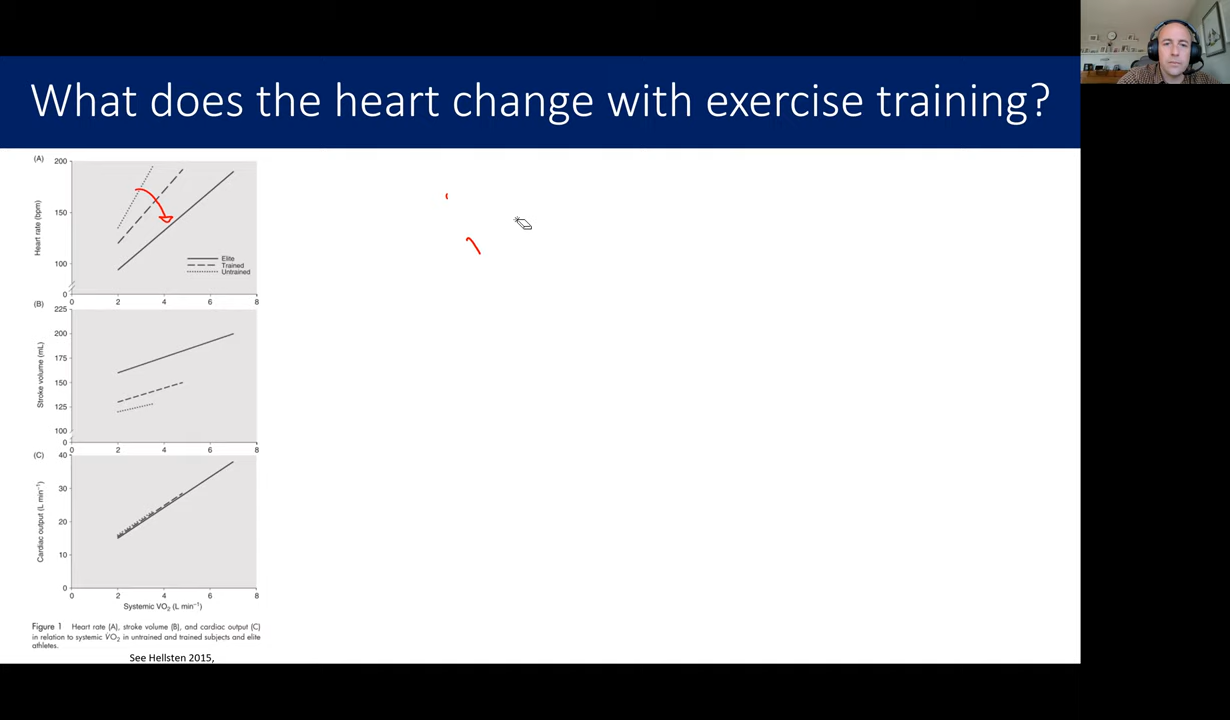 What does the heart change with exercise training?
(A)
200
150
100
0
Heart rate (bpm)
Elite
Trained
Untrained
0 2 4 6 8
(B)
225
200
175
150
125
100
0
Stroke volume (mL)
0 2 4 6 8
(C)
40
30
20
10
0
Cardiac output (L min⁻¹)
0 2 4 6 8
Systemic VO₂ (L min⁻¹)
Figure 1 Heart rate (A), stroke volume (B), and cardiac output (C)
in relation to systemic V̇O₂ in untrained and trained subjects and elite
athletes.
See Hellsten 2015,